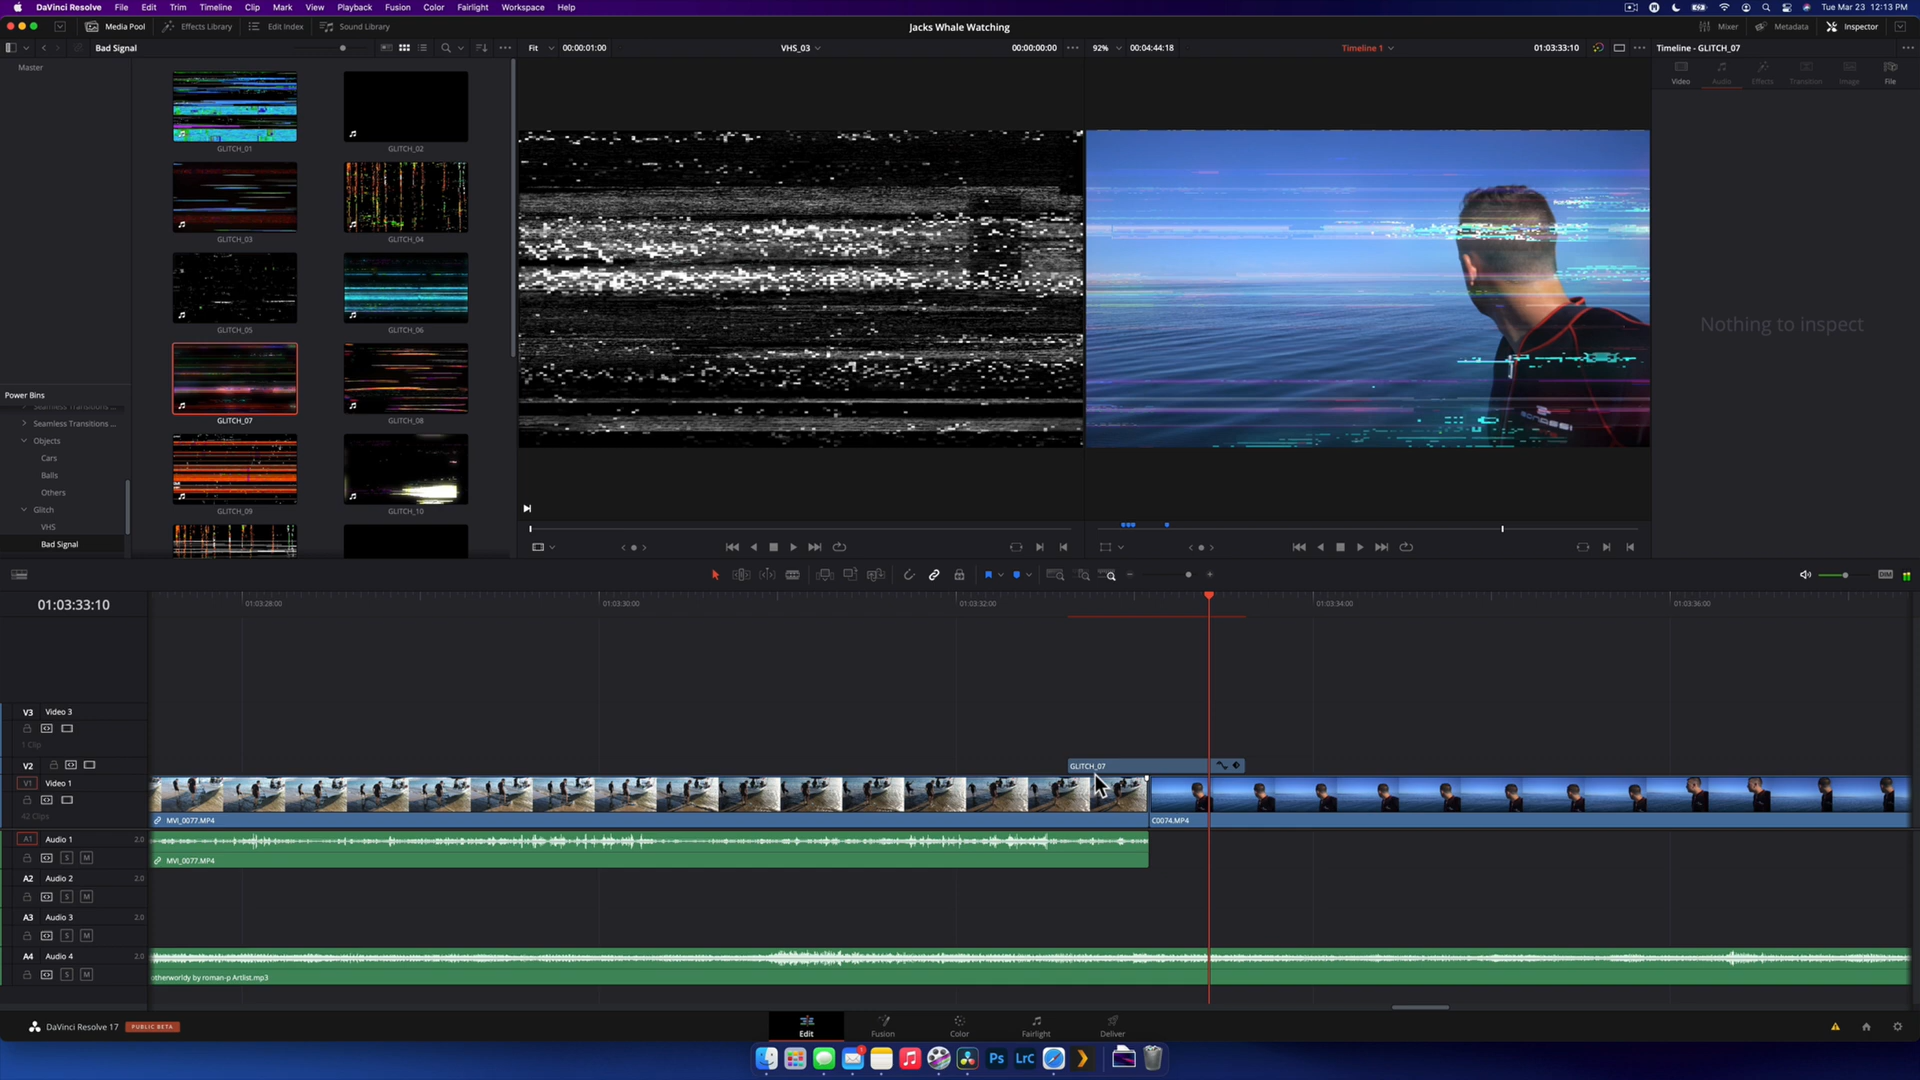 DaVinci Resolve File Edit Trim Timeline Clip Mark View Playback Fusion Color Fairlight Workspace Help Tue Mar 23 12:13 PM
Media Pool Effects Library Edit Index Sound Library Jacks Whale Watching Mixer Metadata Inspector
Bad Signal Fit 00:00:01:00 VHS_03 00:00:00:00 92% 00:04:44:18 Timeline 1 01:03:33:10 Timeline - GLITCH_07
Master
Video Audio Effects Transition Image File
GLITCH_01 GLITCH_02
GLITCH_03 GLITCH_04
GLITCH_05 GLITCH_06
Nothing to inspect
GLITCH_07 GLITCH_08
GLITCH_09 GLITCH_10
Power Bins
Seamless Transitions ...
Seamless Transitions ...
Objects
Cars
Balls
Others
Glitch
VHS
Bad Signal
DIM
01:03:33:10 01:03:28:00 01:03:30:00 01:03:32:00 01:03:34:00 01:03:36:00
V3 Video 3
1 Clip
V2 GLITCH_07
V1 Video 1
42 Clips
MVI_0077.MP4 C0074.MP4
A1 Audio 1 2.0
S M
MVI_0077.MP4
A2 Audio 2 2.0
S M
A3 Audio 3 2.0
S M
A4 Audio 4 2.0
S M
otherworldy by roman-p Artlist.mp3
DaVinci Resolve 17 PUBLIC BETA Edit Fusion Color Fairlight Deliver
Ps LrC